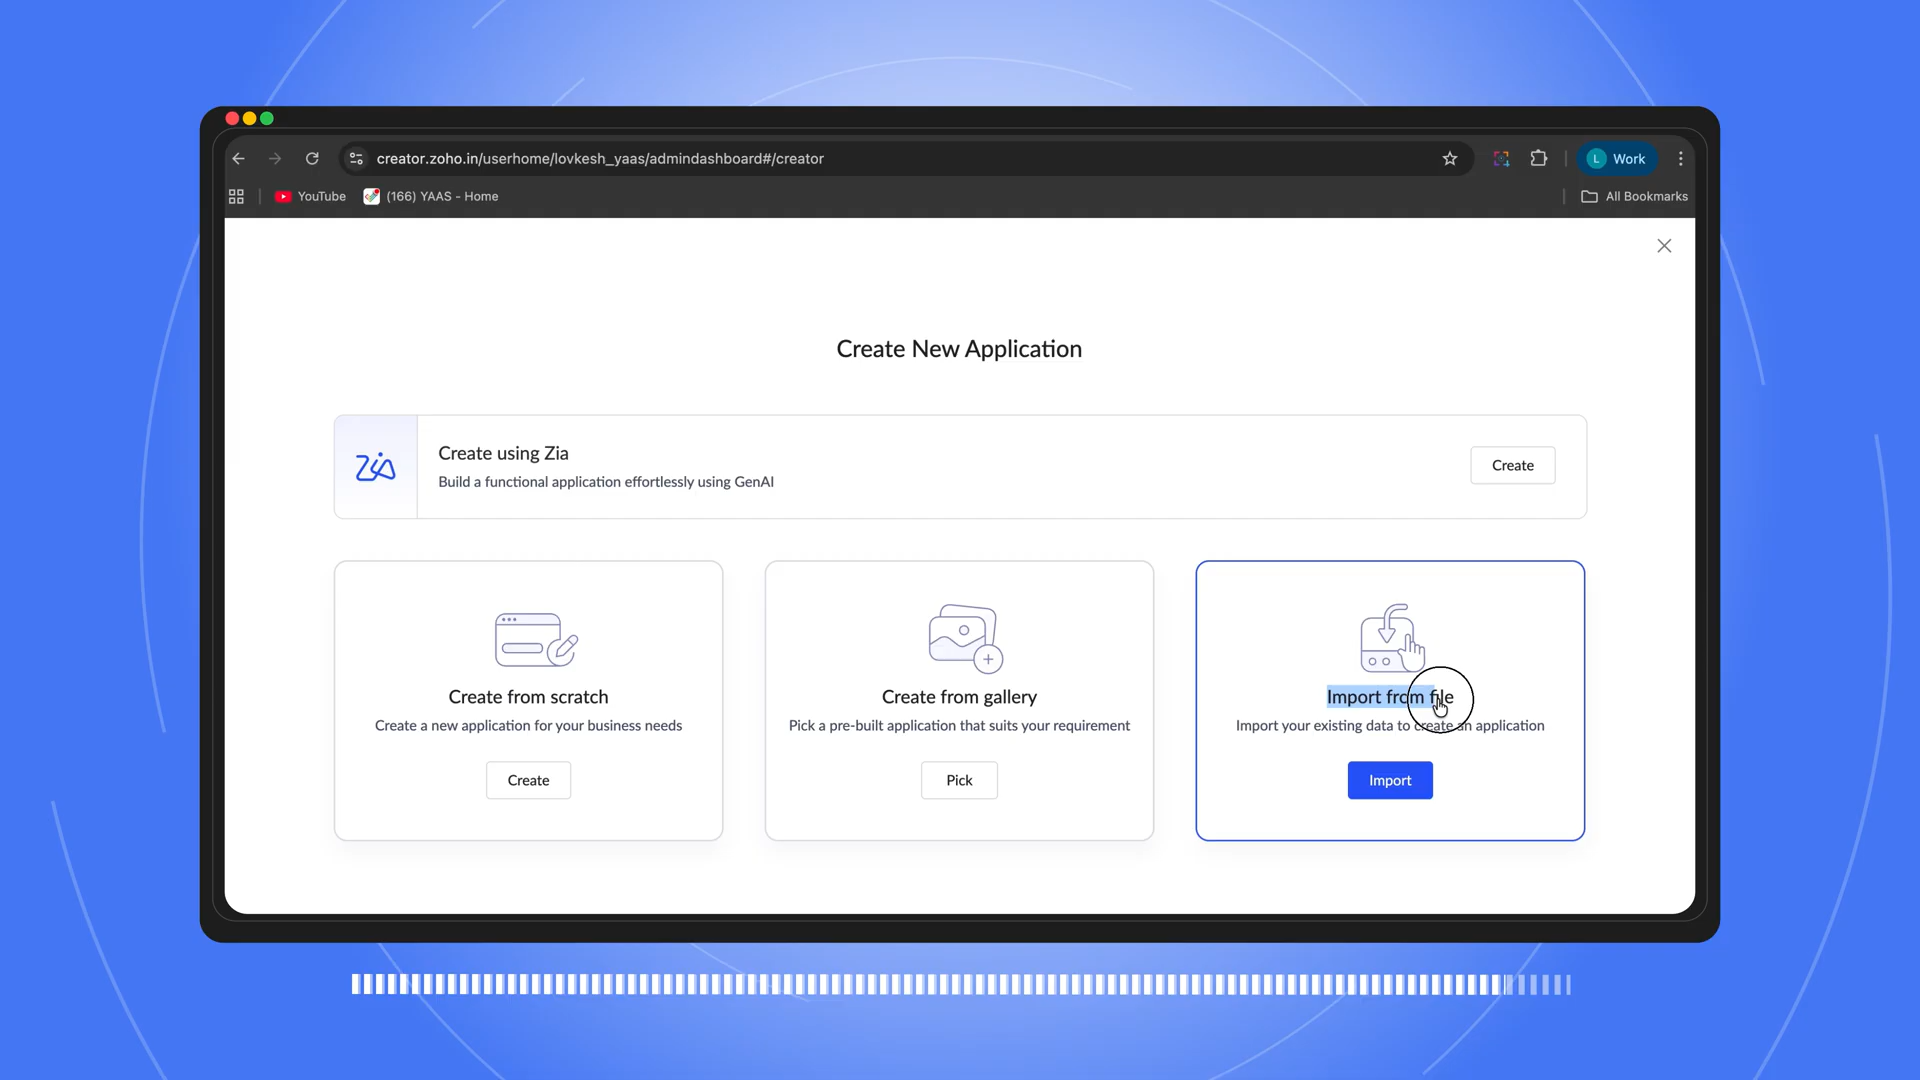 creator.zoho.in/userhome/lovkesh_yaas/admindashboard#/creator
L Work
YouTube
(166) YAAS - Home
All Bookmarks
Create New Application
Zia
Create using Zia
Build a functional application effortlessly using GenAI
Create
Create from scratch
Create a new application for your business needs
Create
Create from gallery
Pick a pre-built application that suits your requirement
Pick
Import from file
Import your existing data to create an application
Import